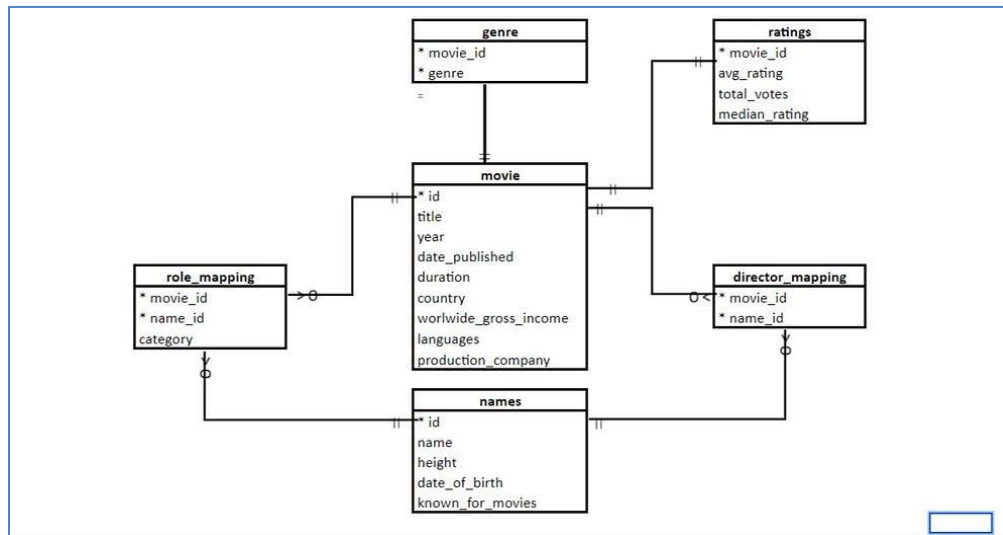 genre
* movie_id
* genre
ratings
* movie_id
avg_rating
total_votes
median_rating
movie
* id
title
year
date_published
duration
country
worlwide_gross_income
languages
production_company
role_mapping
* movie_id
* name_id
category
director_mapping
* movie_id
* name_id
names
* id
name
height
date_of_birth
known_for_movies